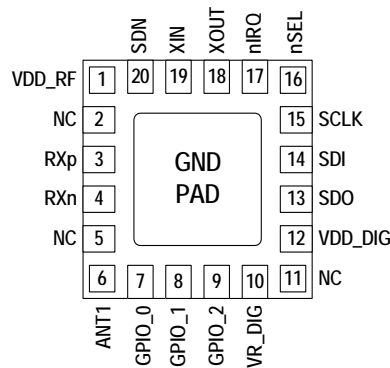 SDN XIN XOUT nIRQ nSEL
VDD_RF 1 20 19 18 17 16
NC 2 15 SCLK
RXp 3 GND 14 SDI
RXn 4 PAD 13 SDO
NC 5 12 VDD_DIG
6 7 8 9 10 11 NC
ANT1 GPIO_0 GPIO_1 GPIO_2 VR_DIG